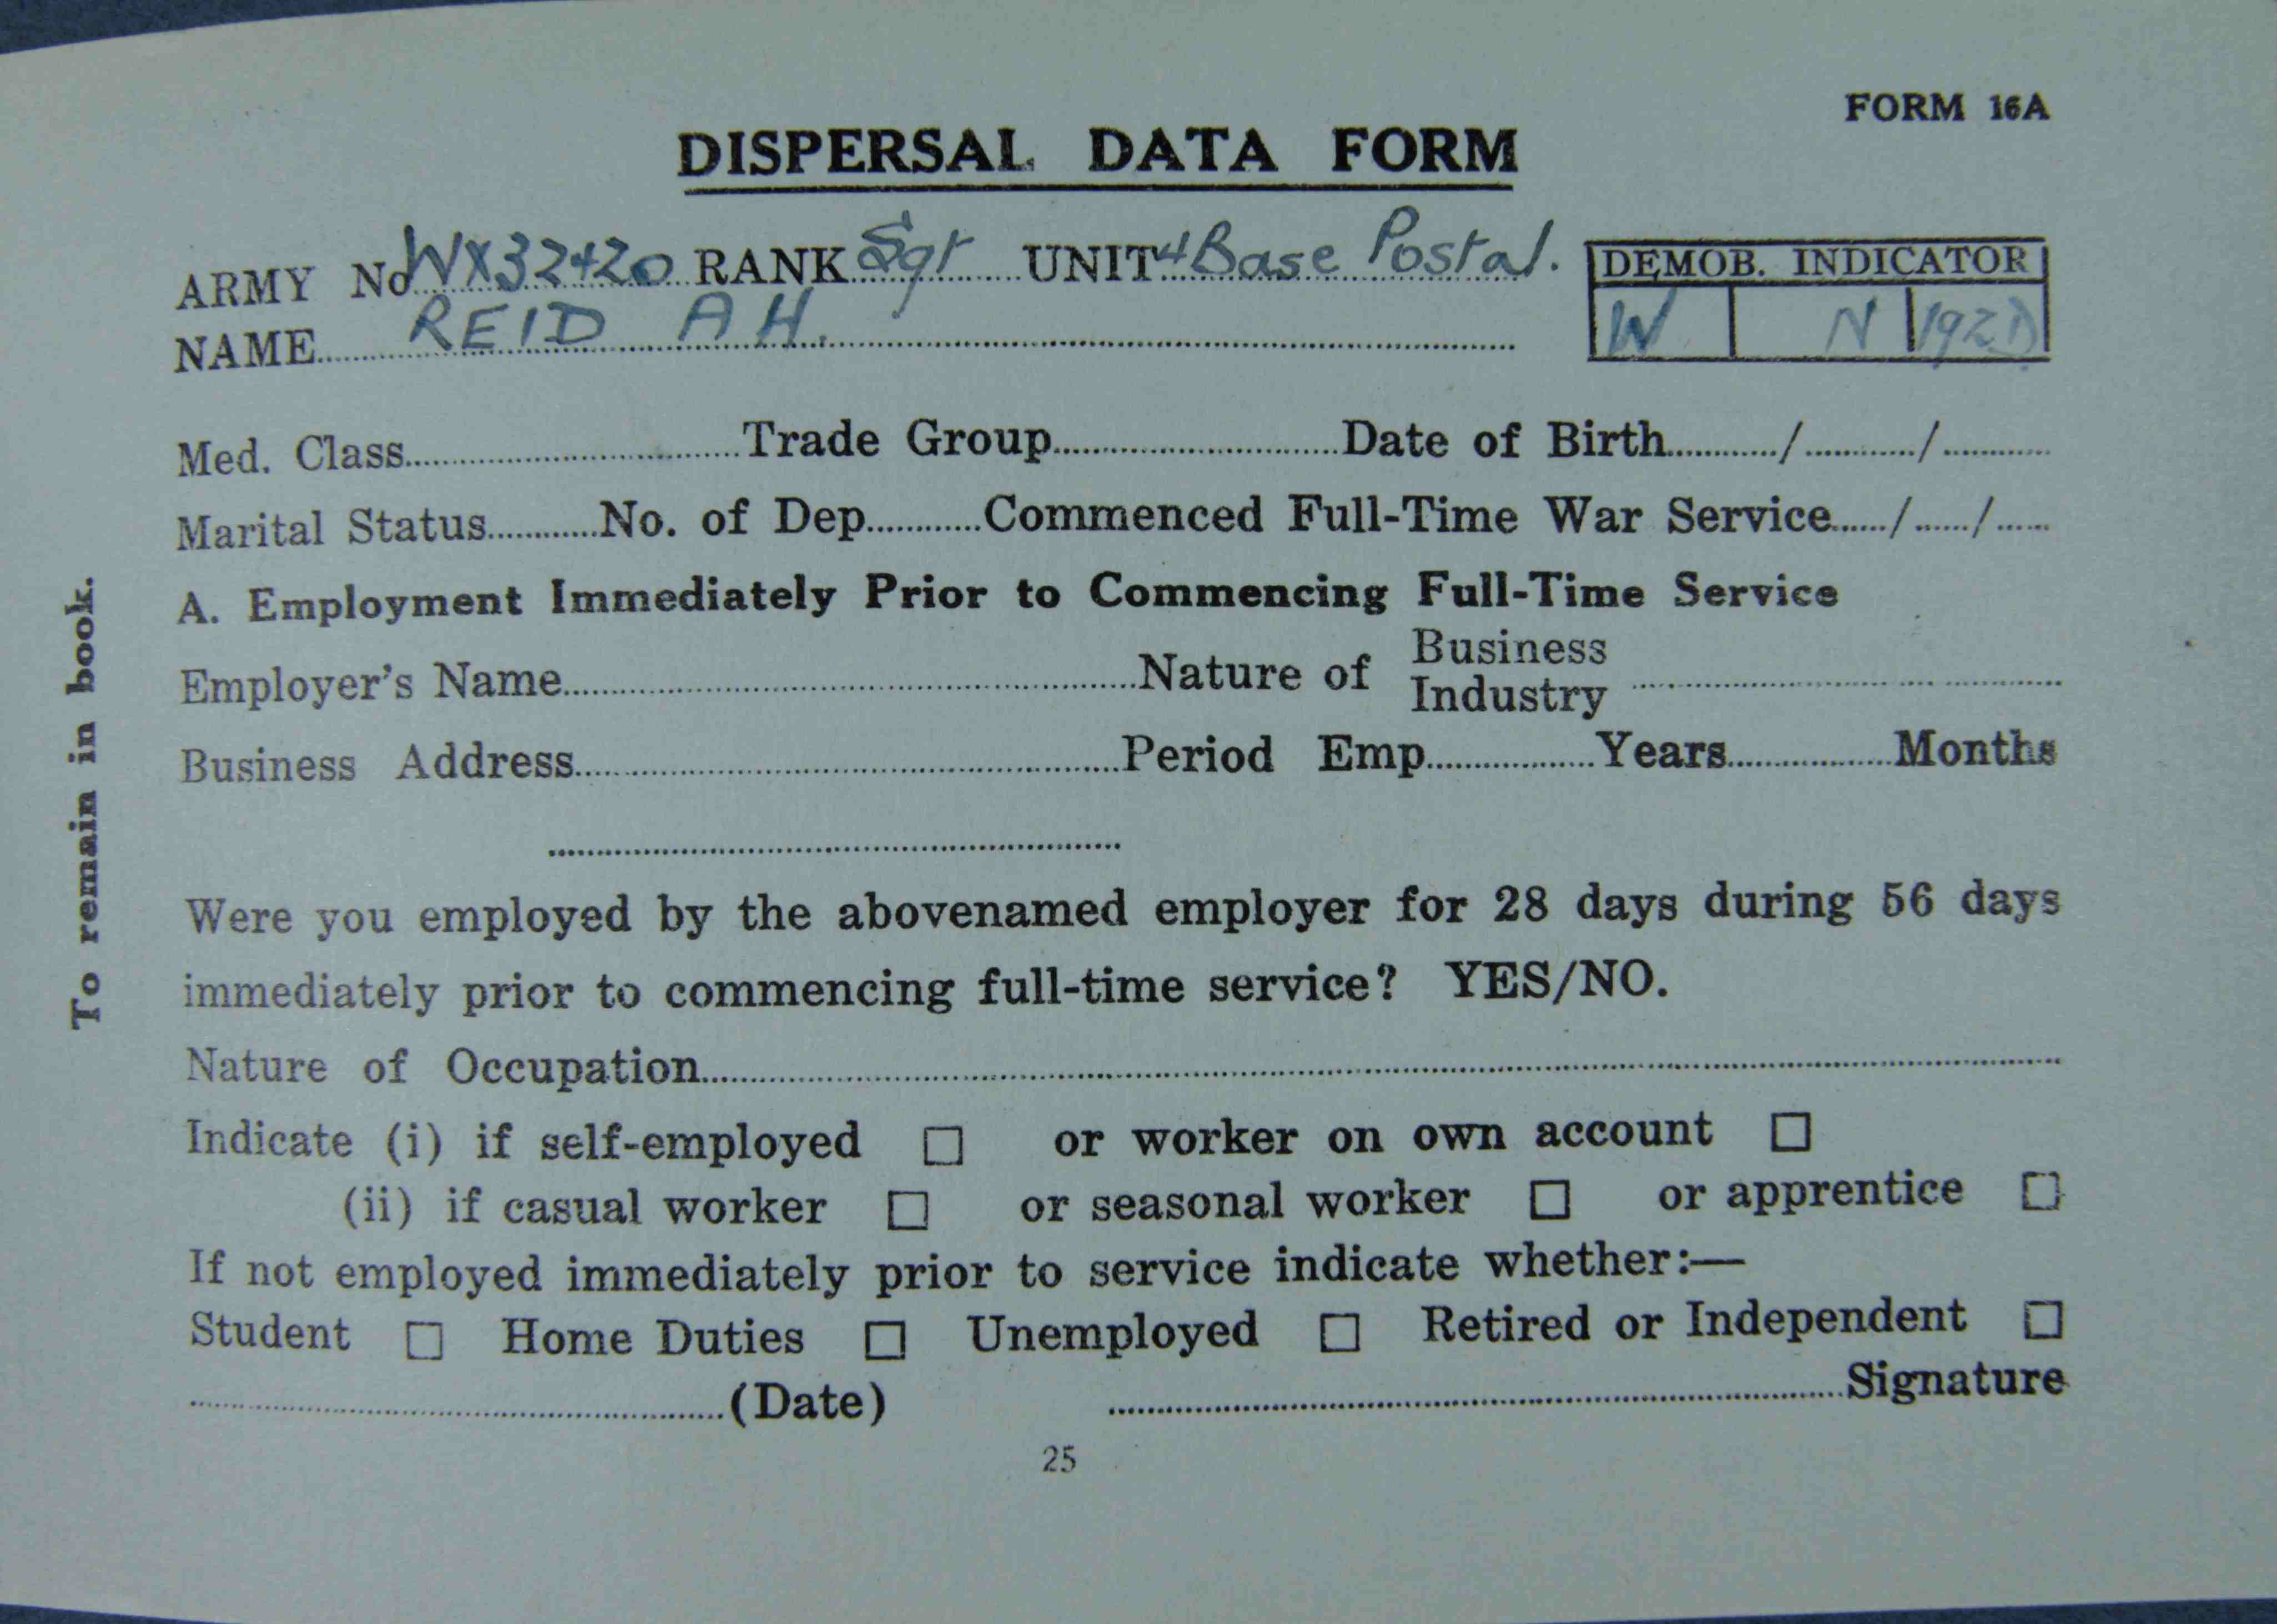 FORM 16A
DISPERSAL DATA FORM
ARMY No WX32420 RANK Sgt UNIT 4 Base Postal.
DEMOB. INDICATOR
NAME REID A H.
W N
Med. Class Trade Group Date of Birth / /
Marital Status No. of Dep. Commenced Full-Time War Service / /
A. Employment Immediately Prior to Commencing Full-Time Service
Employer's Name Nature of Business Industry
Business Address Period Emp. Years Months
Were you employed by the abovenamed employer for 28 days during 56 days
immediately prior to commencing full-time service? YES/NO.
Nature of Occupation
Indicate (i) if self-employed □ or worker on own account □
(ii) if casual worker □ or seasonal worker □ or apprentice □
If not employed immediately prior to service indicate whether:—
Student □ Home Duties □ Unemployed □ Retired or Independent □
(Date) Signature
25
To remain in book.